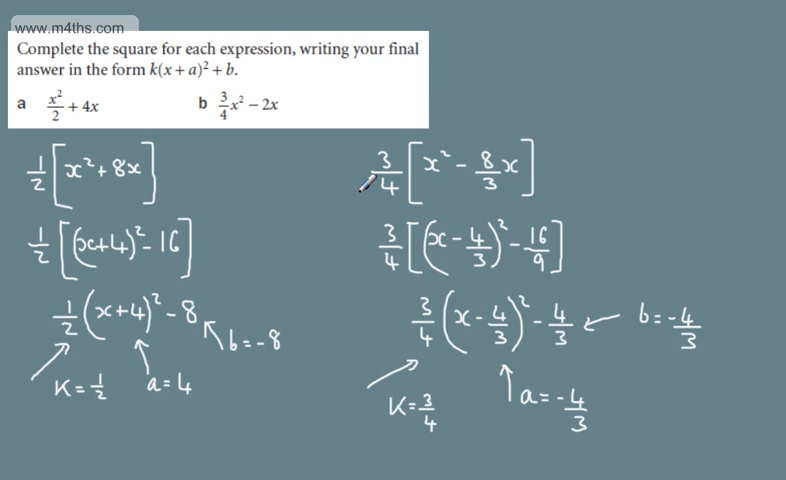 www.m4ths.com
Complete the square for each expression, writing your final
answer in the form k(x + a)² + b.
a x²/2 + 4x
b 3/4 x² − 2x
1/2 [x² + 8x]
1/2 [(x+4)² − 16]
1/2 (x+4)² − 8
b = −8
K = 1/2
a = 4
3/4 [x² − 8/3 x]
3/4 [(x − 4/3)² − 16/9]
3/4 (x − 4/3)² − 4/3
b = −4/3
K = 3/4
a = −4/3